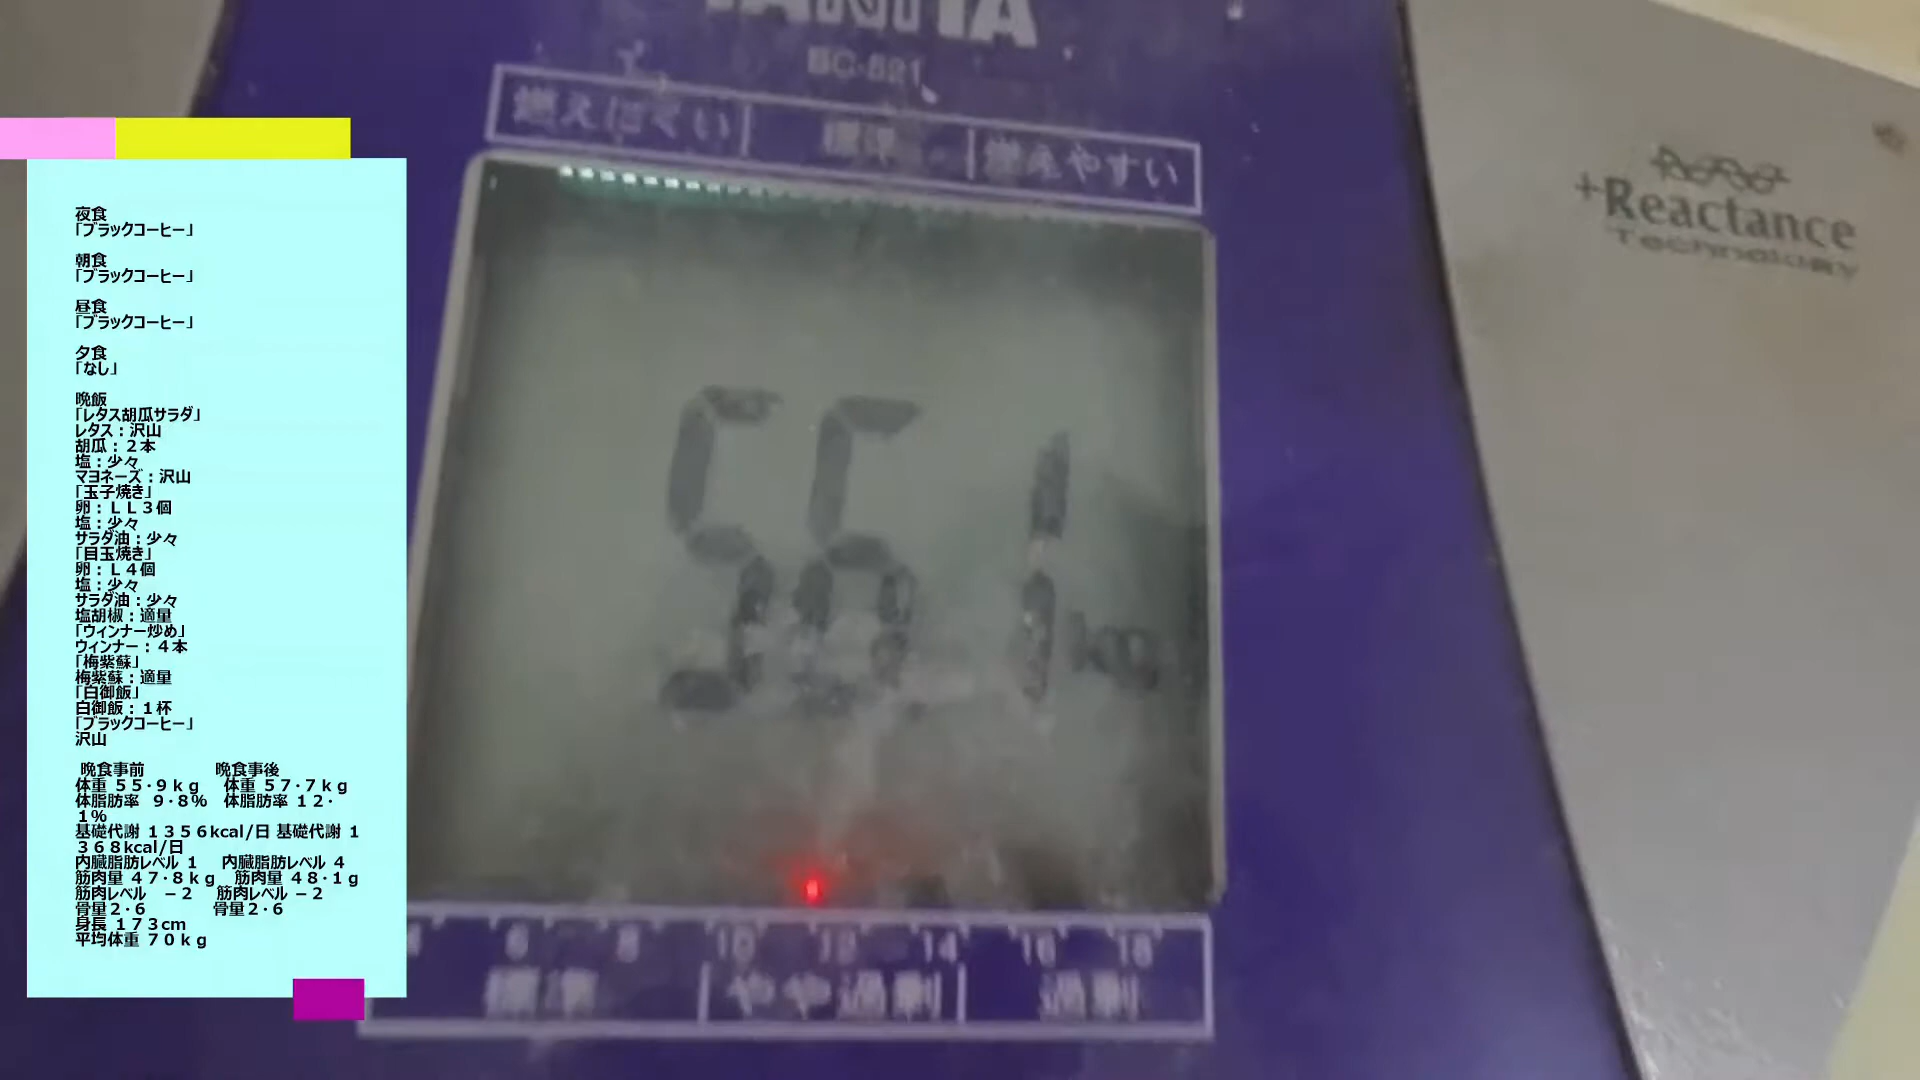 TANITA
BC-521
燃えにくい
標準
燃えやすい
+Reactance
Technology
56.1
kg
4 6 8 10 12 14 16 18
標準
やや過剰
過剰
夜食
「ブラックコーヒー」
朝食
「ブラックコーヒー」
昼食
「ブラックコーヒー」
夕食
「なし」
晩飯
「レタス胡瓜サラダ」
レタス：沢山
胡瓜：２本
塩：少々
マヨネーズ：沢山
「玉子焼き」
卵：ＬＬ３個
塩：少々
サラダ油：少々
「目玉焼き」
卵：Ｌ４個
塩：少々
サラダ油：少々
塩胡椒：適量
「ウィンナー炒め」
ウィンナー：４本
「梅紫蘇」
梅紫蘇：適量
「白御飯」
白御飯：１杯
「ブラックコーヒー」
沢山
晩食事前　　　　晩食事後
体重 ５５･９ｋｇ　体重 ５７･７ｋｇ
体脂肪率　９･８%　体脂肪率 １２･
１%
基礎代謝 １３５６kcal/日 基礎代謝 １
３６８kcal/日
内臓脂肪レベル １　内臓脂肪レベル ４
筋肉量 ４７･８ｋｇ　筋肉量 ４８･１ｇ
筋肉レベル　－２　筋肉レベル －２
骨量２･６　　　　骨量２･６
身長 １７３cm
平均体重 ７０ｋｇ